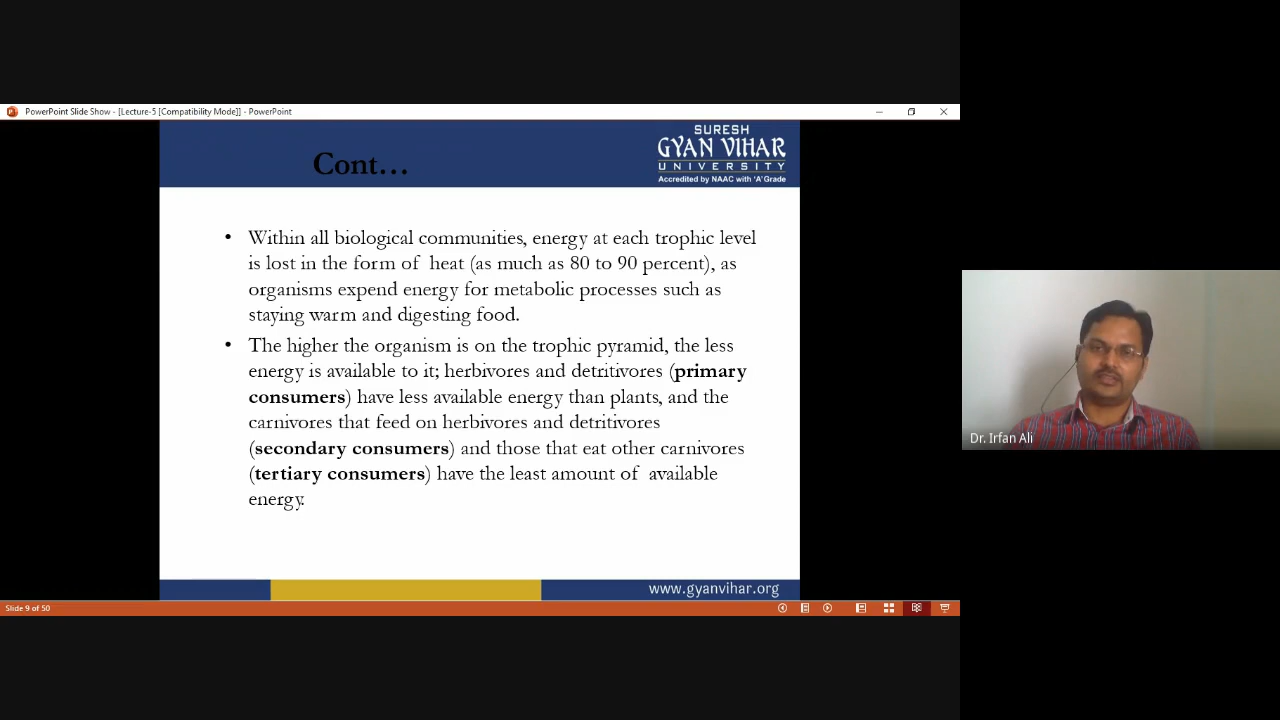 PowerPoint Slide Show - [Lecture-5 [Compatibility Mode]] - PowerPoint
SURESH
GYAN VIHAR
UNIVERSITY
Accredited by NAAC with 'A' Grade
Cont…
• Within all biological communities, energy at each trophic level
is lost in the form of heat (as much as 80 to 90 percent), as
organisms expend energy for metabolic processes such as
staying warm and digesting food.
• The higher the organism is on the trophic pyramid, the less
energy is available to it; herbivores and detritivores (primary
consumers) have less available energy than plants, and the
carnivores that feed on herbivores and detritivores
(secondary consumers) and those that eat other carnivores
(tertiary consumers) have the least amount of available
energy.
www.gyanvihar.org
Slide 9 of 50
Dr. Irfan Ali